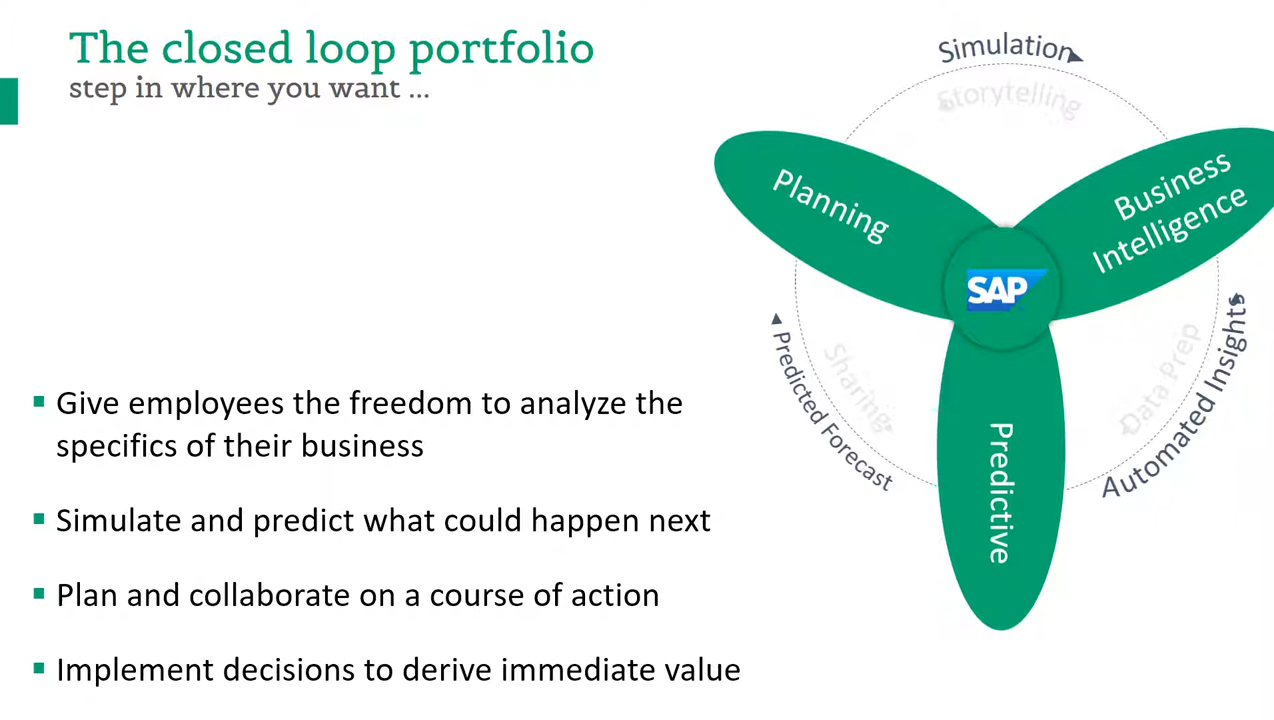 The closed loop portfolio
step in where you want ...
Simulation
Storytelling
Planning
Business
Intelligence
SAP
Predicted Forecast
Sharing
Data Prep
Automated Insights
Predictive
▪ Give employees the freedom to analyze the
specifics of their business
▪ Simulate and predict what could happen next
▪ Plan and collaborate on a course of action
▪ Implement decisions to derive immediate value